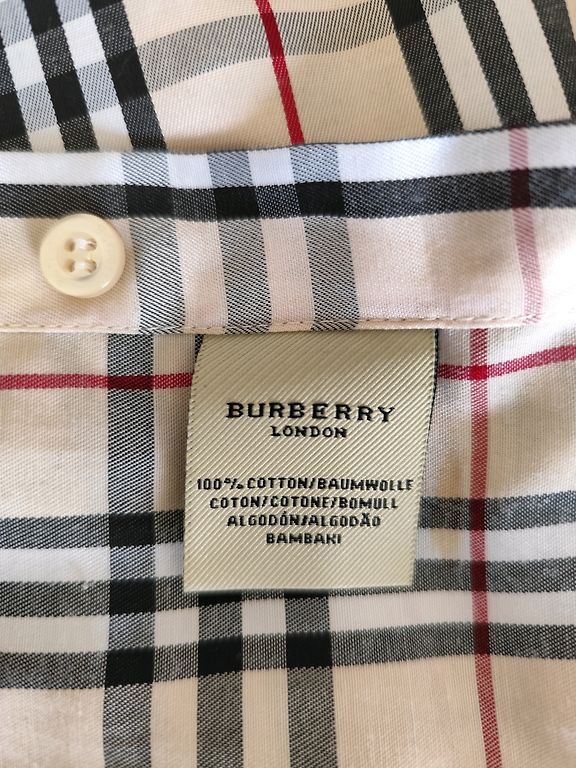 BURBERRY
LONDON
100% COTTON/BAUMWOLLE
COTON/COTONE/BOMULL
ALGODÓN/ALGODÃO
BAMBAKI